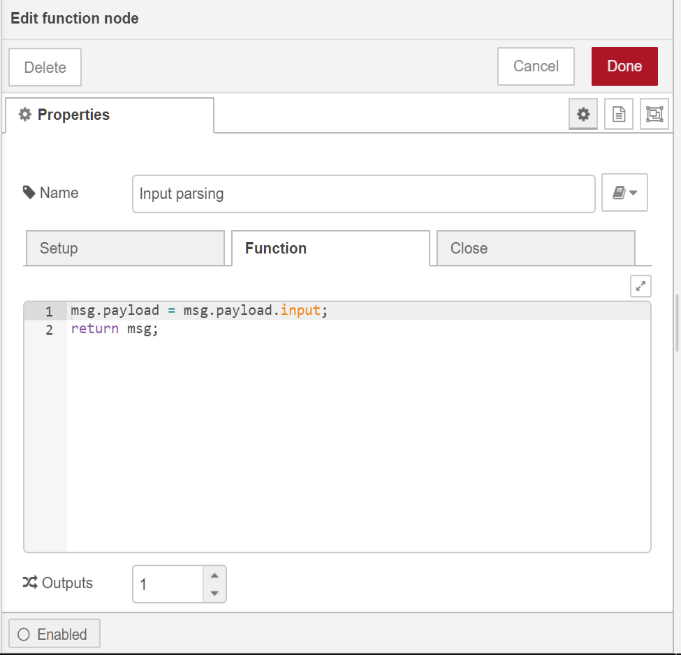 Edit function node
Delete
Cancel
Done
Properties
Name
Input parsing
Setup
Function
Close
1 msg.payload = msg.payload.input;
2 return msg;
Outputs
1
Enabled